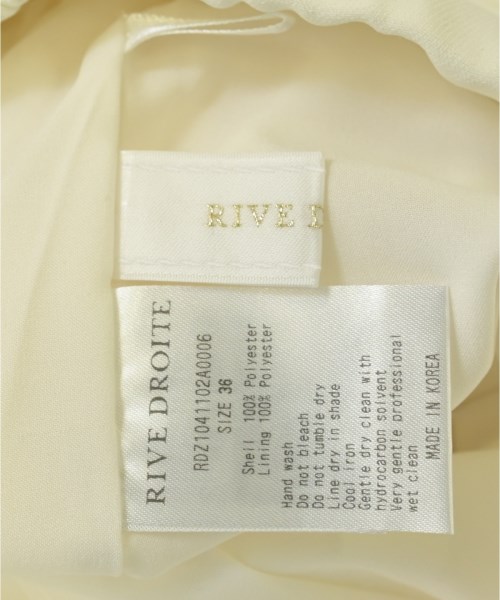 RIVE D
RIVE DROITE
RDZ1041102A0006
SIZE 36
Shell 100% Polyester
Lining 100% Polyester
Hand wash
Do not bleach
Do not tumble dry
Line dry in shade
Cool iron
Gentle dry clean with
hydrocarbon solvent
Very gentle professional
wet clean
MADE IN KOREA